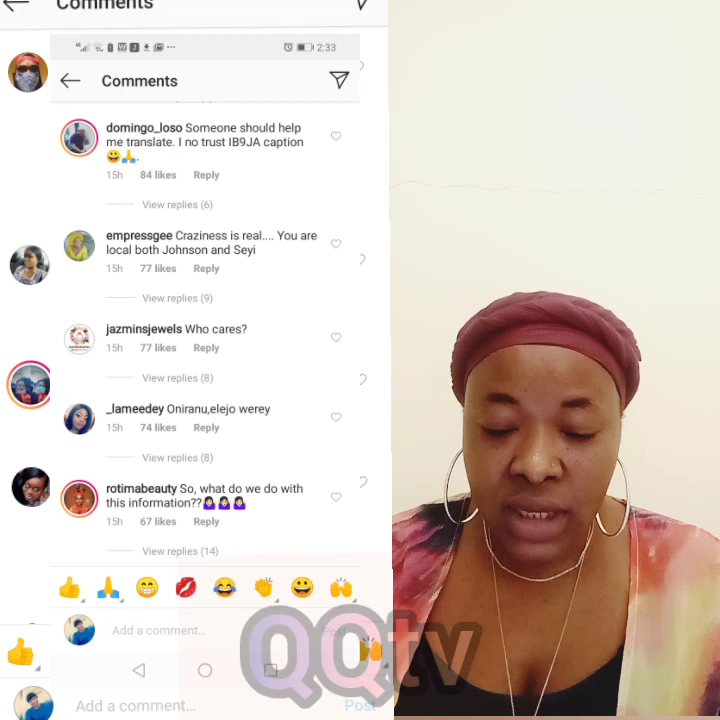 Comments
2:33
Comments
domingo_loso Someone should help
me translate. I no trust IB9JA caption
😀🙏.
15h 84 likes Reply
View replies (6)
empressgee Craziness is real.... You are
local both Johnson and Seyi
15h 77 likes Reply
View replies (9)
jazminsjewels Who cares?
15h 77 likes Reply
View replies (8)
_lameedey Oniranu,elejo werey
15h 74 likes Reply
View replies (8)
rotimabeauty So, what do we do with
this information??🤷🏻‍♀️🤷🏻‍♀️🤷🏻‍♀️
15h 67 likes Reply
View replies (14)
Add a comment... Post
QQtv
Add a comment... Post